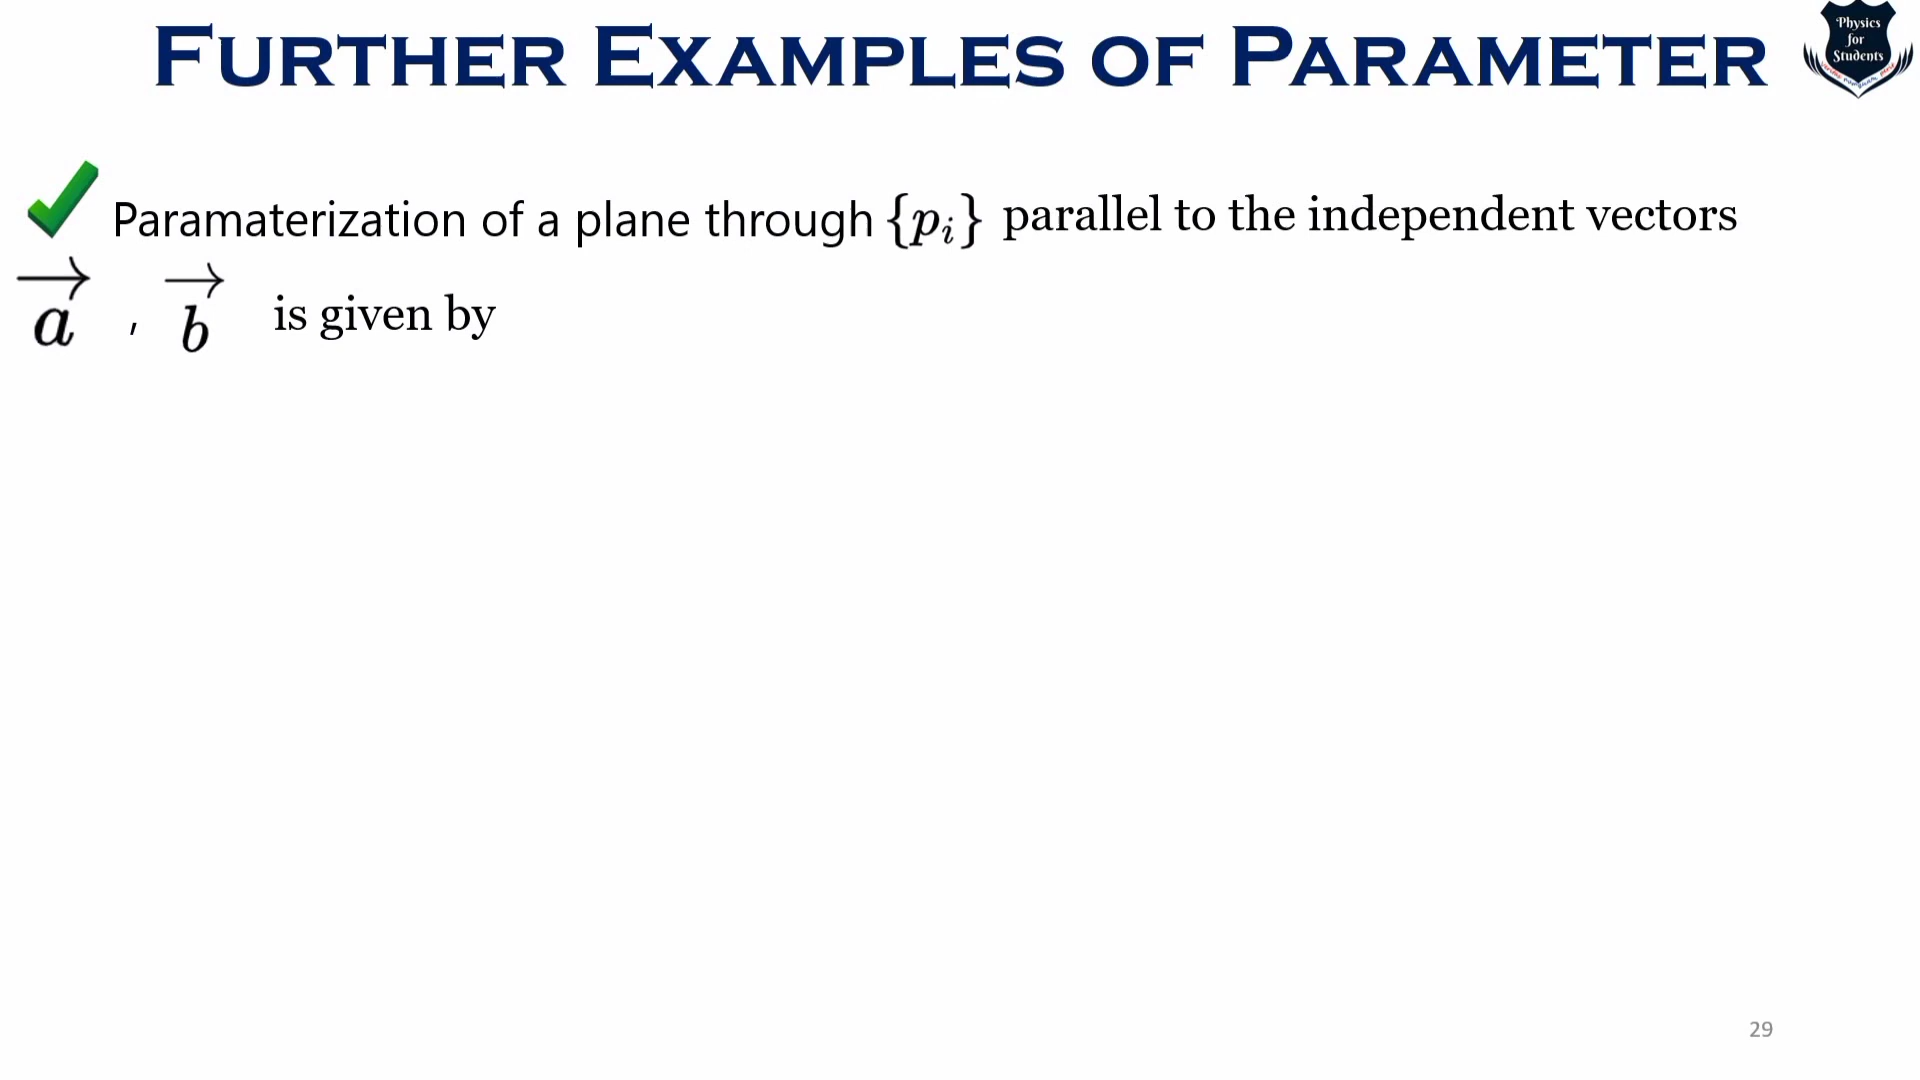 FURTHER EXAMPLES OF PARAMETER
Physics
for
Students
Paramaterization of a plane through {pᵢ} parallel to the independent vectors
a⃗ , b⃗ is given by
29